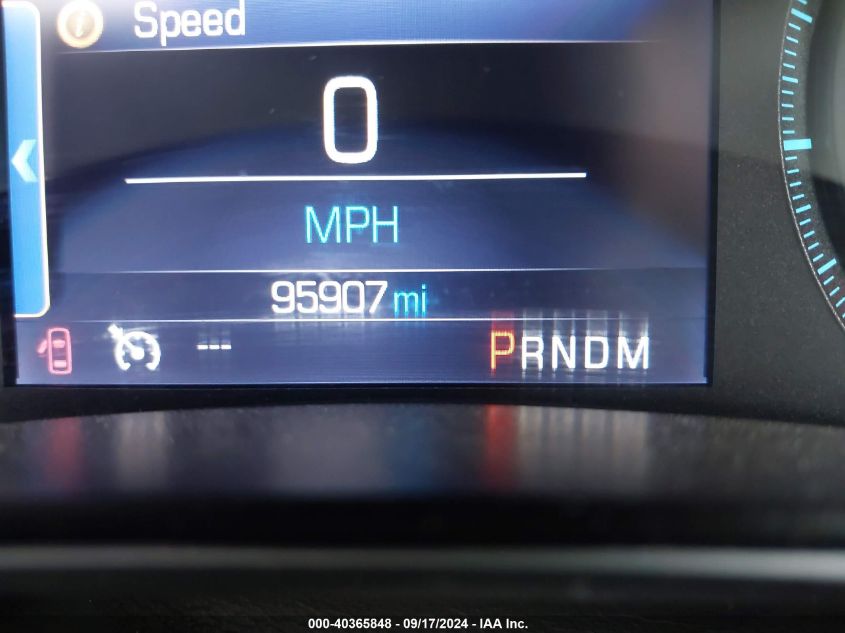 Speed
0
MPH
95907 mi
--- PRNDM
000-40365848 - 09/17/2024 - IAA Inc.